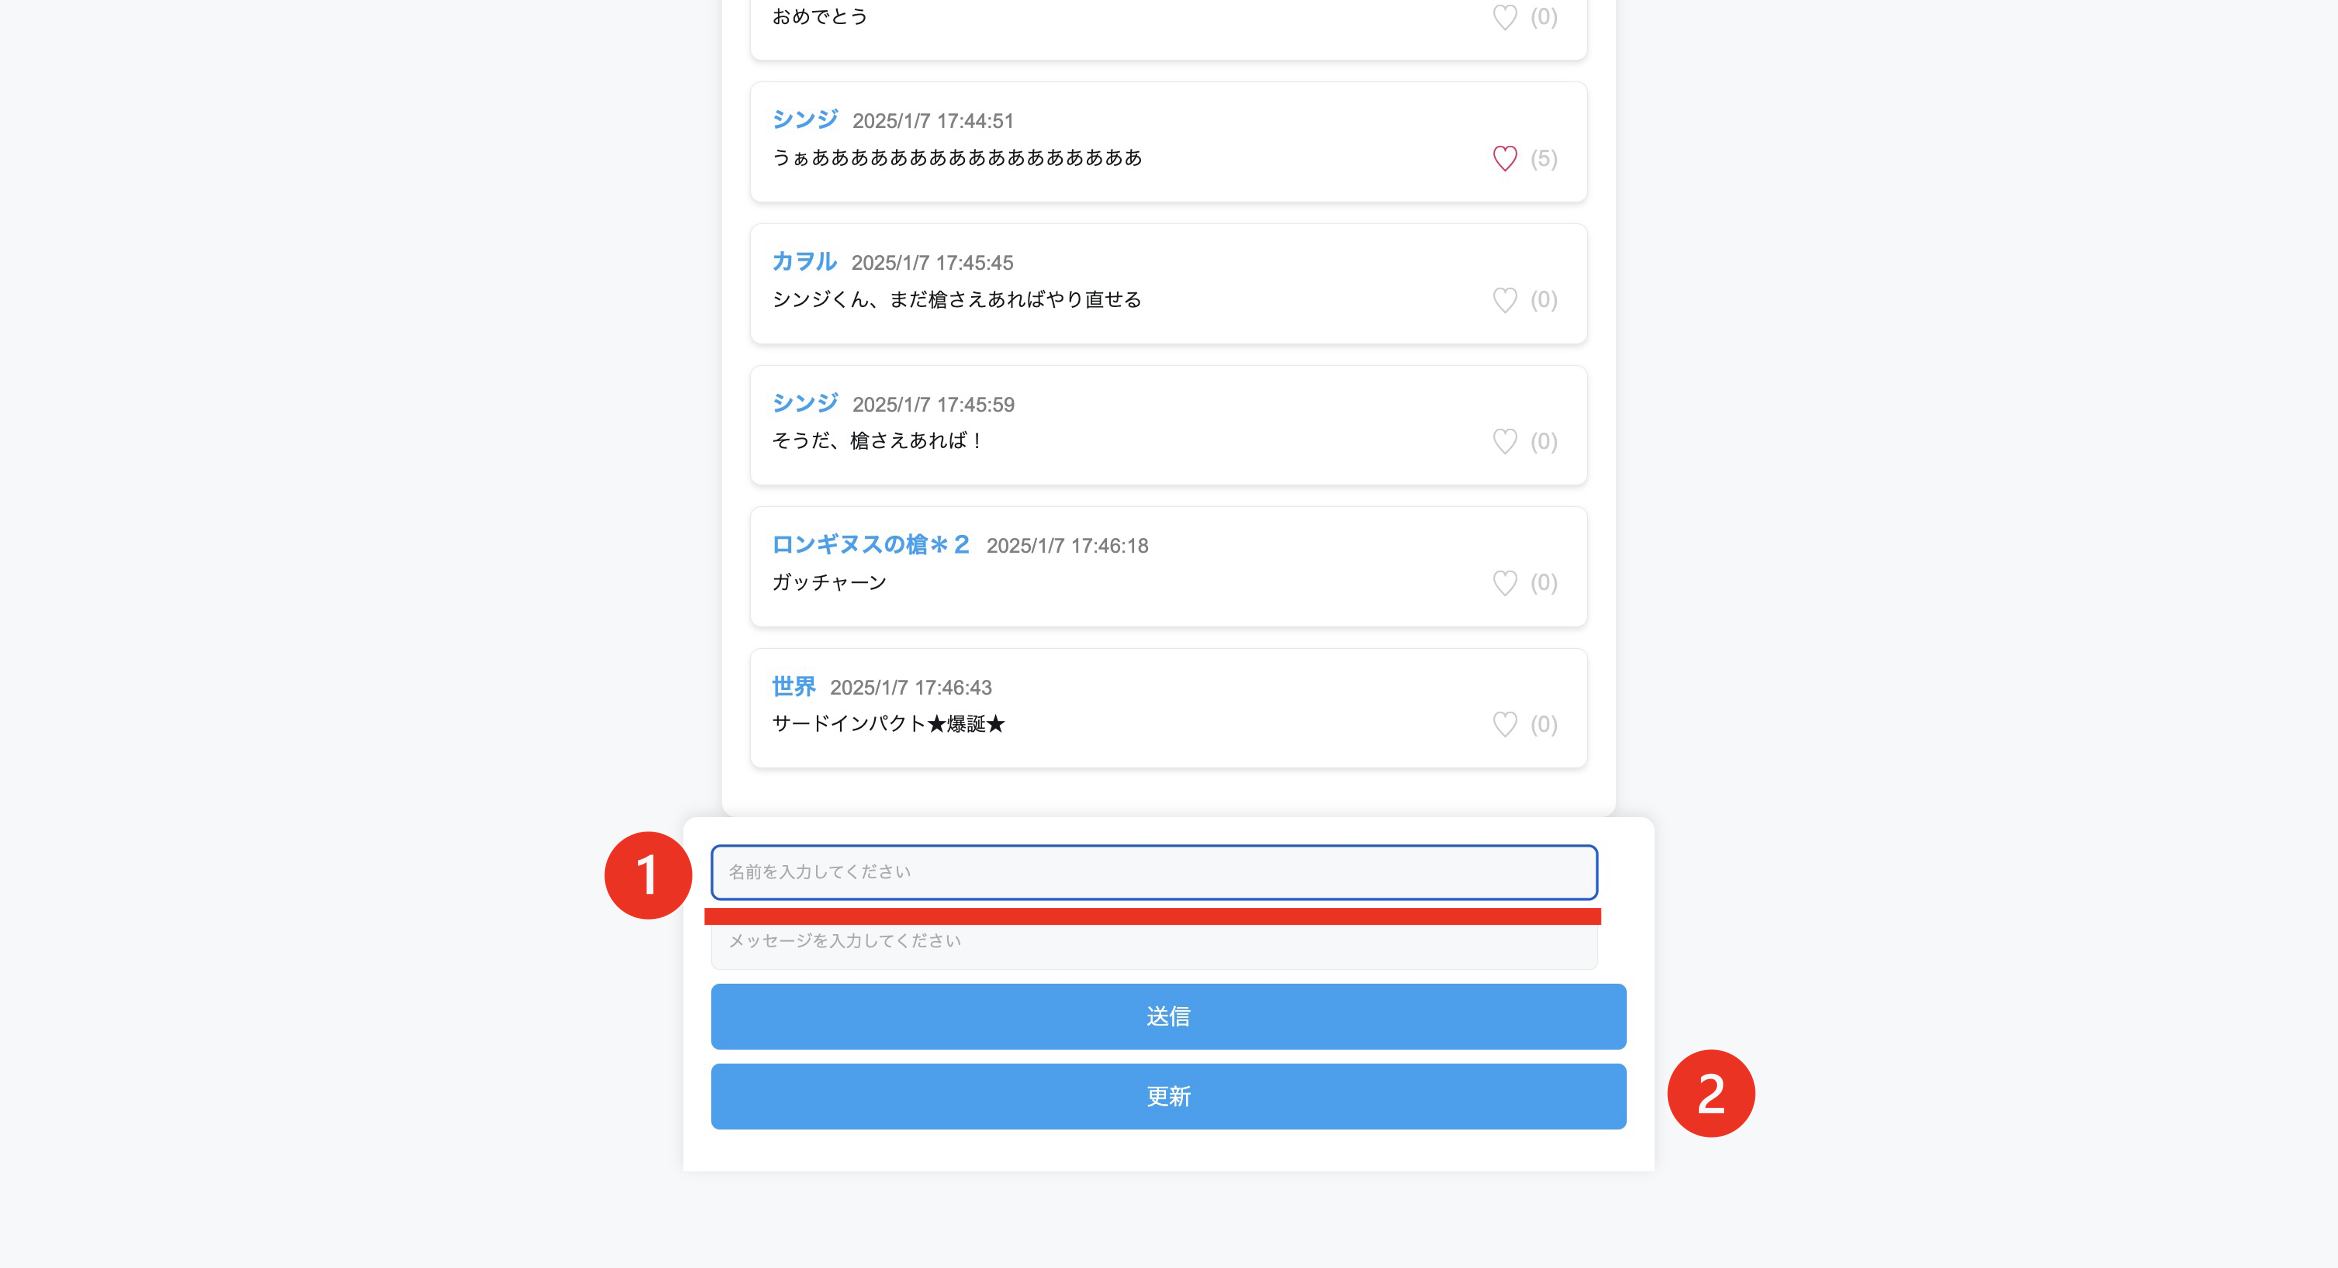 おめでとう
♡ (0)
シンジ 2025/1/7 17:44:51
うぁあああああああああああああああああ
♡ (5)
カヲル 2025/1/7 17:45:45
シンジくん、まだ槍さえあればやり直せる
♡ (0)
シンジ 2025/1/7 17:45:59
そうだ、槍さえあれば！
♡ (0)
ロンギヌスの槍＊２ 2025/1/7 17:46:18
ガッチャーン
♡ (0)
世界 2025/1/7 17:46:43
サードインパクト★爆誕★
♡ (0)
1
名前を入力してください
メッセージを入力してください
送信
更新
2